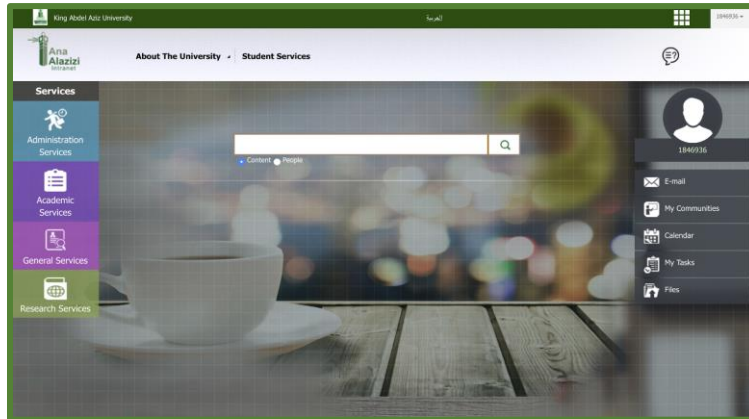 King Abdel Aziz University
العربية
1846936
Ana
Alazizi
Intranet
About The University
Student Services
Services
Administration
Services
Academic
Services
General Services
Research Services
Content
People
1846936
E-mail
My Communities
Calendar
My Tasks
Files